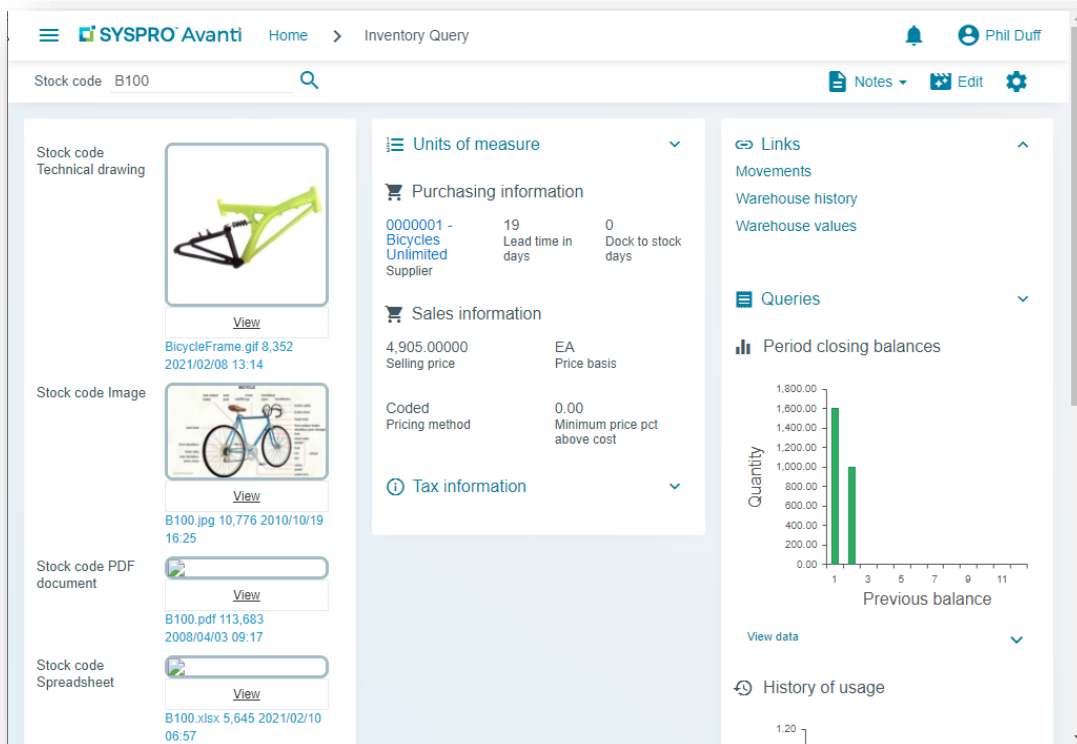 SYSPRO™ Avanti Home > Inventory Query Phil Duff
Stock code B100 Notes Edit
Stock code
Technical drawing
View
BicycleFrame.gif 8,352
2021/02/08 13:14
Stock code Image
BICYCLE
View
B100.jpg 10,776 2010/10/19
16:25
Stock code PDF
document
View
B100.pdf 113,683
2008/04/03 09:17
Stock code
Spreadsheet
View
B100.xlsx 5,645 2021/02/10
06:57
Units of measure
Purchasing information
0000001 -
Bicycles
Unlimited
Supplier
19
Lead time in
days
0
Dock to stock
days
Sales information
4,905.00000
Selling price
EA
Price basis
Coded
Pricing method
0.00
Minimum price pct
above cost
Tax information
Links
Movements
Warehouse history
Warehouse values
Queries
Period closing balances
1,800.00
1,600.00
1,400.00
1,200.00
1,000.00
800.00
600.00
400.00
200.00
0.00
Quantity
1 3 5 7 9 11
Previous balance
View data
History of usage
1.20